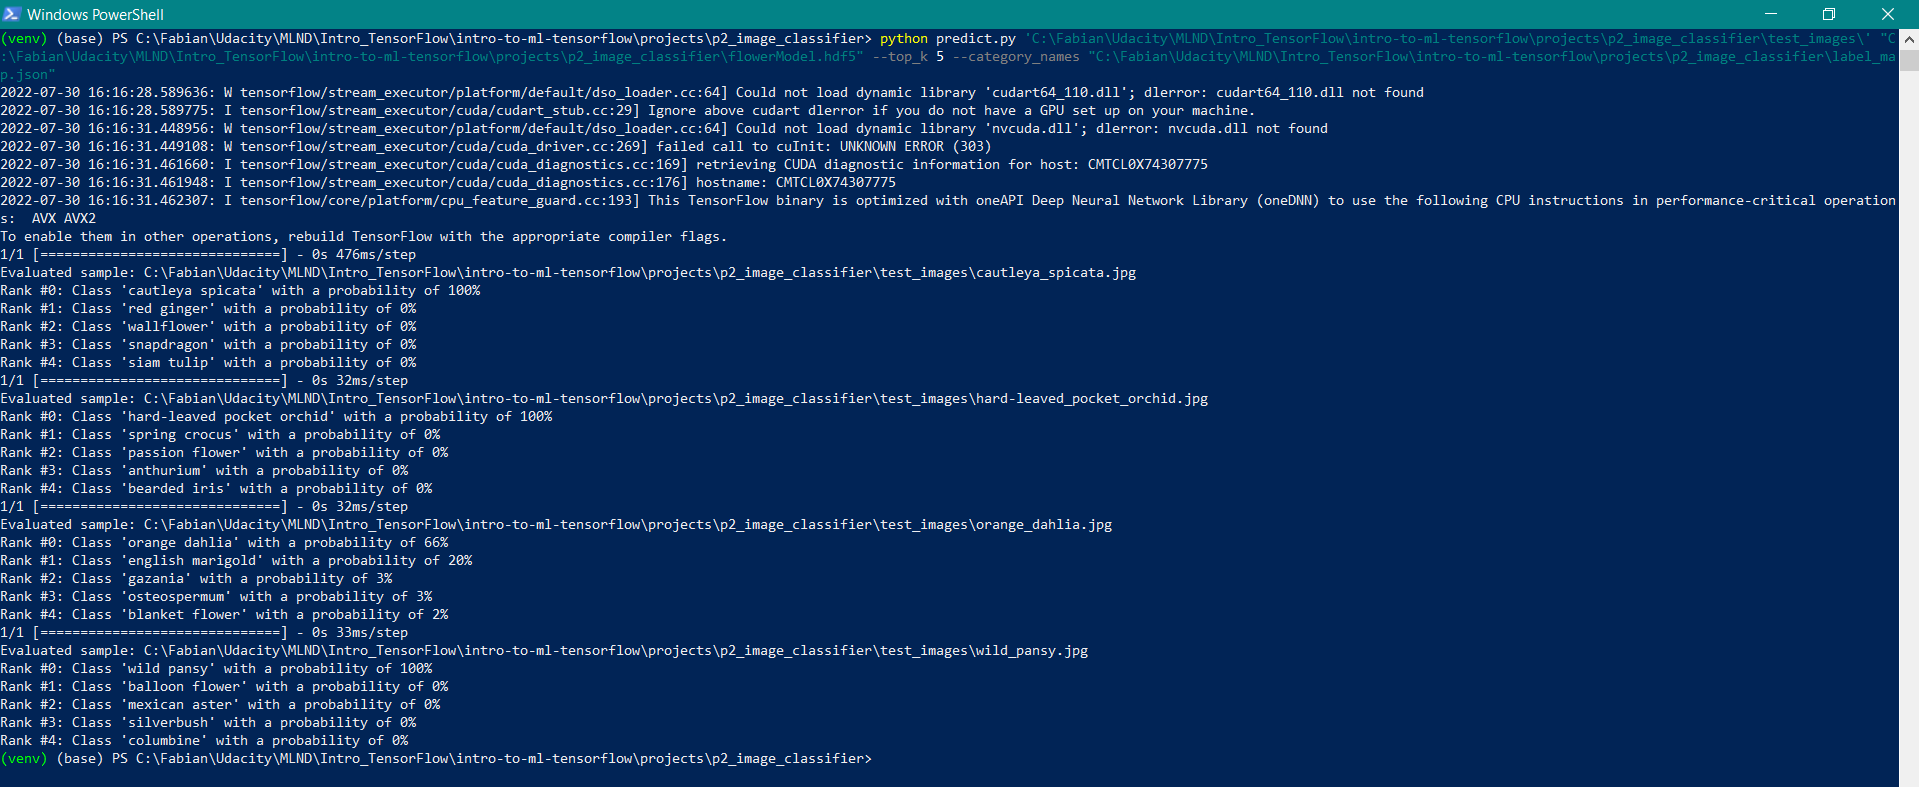 Windows PowerShell
(venv) (base) PS C:\Fabian\Udacity\MLND\Intro_TensorFlow\intro-to-ml-tensorflow\projects\p2_image_classifier> python predict.py 'C:\Fabian\Udacity\MLND\Intro_TensorFlow\intro-to-ml-tensorflow\projects\p2_image_classifier\test_images\' "C
:\Fabian\Udacity\MLND\Intro_TensorFlow\intro-to-ml-tensorflow\projects\p2_image_classifier\flowerModel.hdf5" --top_k 5 --category_names "C:\Fabian\Udacity\MLND\Intro_TensorFlow\intro-to-ml-tensorflow\projects\p2_image_classifier\label_ma
p.json"
2022-07-30 16:16:28.589636: W tensorflow/stream_executor/platform/default/dso_loader.cc:64] Could not load dynamic library 'cudart64_110.dll'; dlerror: cudart64_110.dll not found
2022-07-30 16:16:28.589775: I tensorflow/stream_executor/cuda/cudart_stub.cc:29] Ignore above cudart dlerror if you do not have a GPU set up on your machine.
2022-07-30 16:16:31.448956: W tensorflow/stream_executor/platform/default/dso_loader.cc:64] Could not load dynamic library 'nvcuda.dll'; dlerror: nvcuda.dll not found
2022-07-30 16:16:31.449108: W tensorflow/stream_executor/cuda/cuda_driver.cc:269] failed call to cuInit: UNKNOWN ERROR (303)
2022-07-30 16:16:31.461660: I tensorflow/stream_executor/cuda/cuda_diagnostics.cc:169] retrieving CUDA diagnostic information for host: CMTCL0X74307775
2022-07-30 16:16:31.461948: I tensorflow/stream_executor/cuda/cuda_diagnostics.cc:176] hostname: CMTCL0X74307775
2022-07-30 16:16:31.462307: I tensorflow/core/platform/cpu_feature_guard.cc:193] This TensorFlow binary is optimized with oneAPI Deep Neural Network Library (oneDNN) to use the following CPU instructions in performance-critical operation
s:  AVX AVX2
To enable them in other operations, rebuild TensorFlow with the appropriate compiler flags.
1/1 [==============================] - 0s 476ms/step
Evaluated sample: C:\Fabian\Udacity\MLND\Intro_TensorFlow\intro-to-ml-tensorflow\projects\p2_image_classifier\test_images\cautleya_spicata.jpg
Rank #0: Class 'cautleya spicata' with a probability of 100%
Rank #1: Class 'red ginger' with a probability of 0%
Rank #2: Class 'wallflower' with a probability of 0%
Rank #3: Class 'snapdragon' with a probability of 0%
Rank #4: Class 'siam tulip' with a probability of 0%
1/1 [==============================] - 0s 32ms/step
Evaluated sample: C:\Fabian\Udacity\MLND\Intro_TensorFlow\intro-to-ml-tensorflow\projects\p2_image_classifier\test_images\hard-leaved_pocket_orchid.jpg
Rank #0: Class 'hard-leaved pocket orchid' with a probability of 100%
Rank #1: Class 'spring crocus' with a probability of 0%
Rank #2: Class 'passion flower' with a probability of 0%
Rank #3: Class 'anthurium' with a probability of 0%
Rank #4: Class 'bearded iris' with a probability of 0%
1/1 [==============================] - 0s 32ms/step
Evaluated sample: C:\Fabian\Udacity\MLND\Intro_TensorFlow\intro-to-ml-tensorflow\projects\p2_image_classifier\test_images\orange_dahlia.jpg
Rank #0: Class 'orange dahlia' with a probability of 66%
Rank #1: Class 'english marigold' with a probability of 20%
Rank #2: Class 'gazania' with a probability of 3%
Rank #3: Class 'osteospermum' with a probability of 3%
Rank #4: Class 'blanket flower' with a probability of 2%
1/1 [==============================] - 0s 33ms/step
Evaluated sample: C:\Fabian\Udacity\MLND\Intro_TensorFlow\intro-to-ml-tensorflow\projects\p2_image_classifier\test_images\wild_pansy.jpg
Rank #0: Class 'wild pansy' with a probability of 100%
Rank #1: Class 'balloon flower' with a probability of 0%
Rank #2: Class 'mexican aster' with a probability of 0%
Rank #3: Class 'silverbush' with a probability of 0%
Rank #4: Class 'columbine' with a probability of 0%
(venv) (base) PS C:\Fabian\Udacity\MLND\Intro_TensorFlow\intro-to-ml-tensorflow\projects\p2_image_classifier>